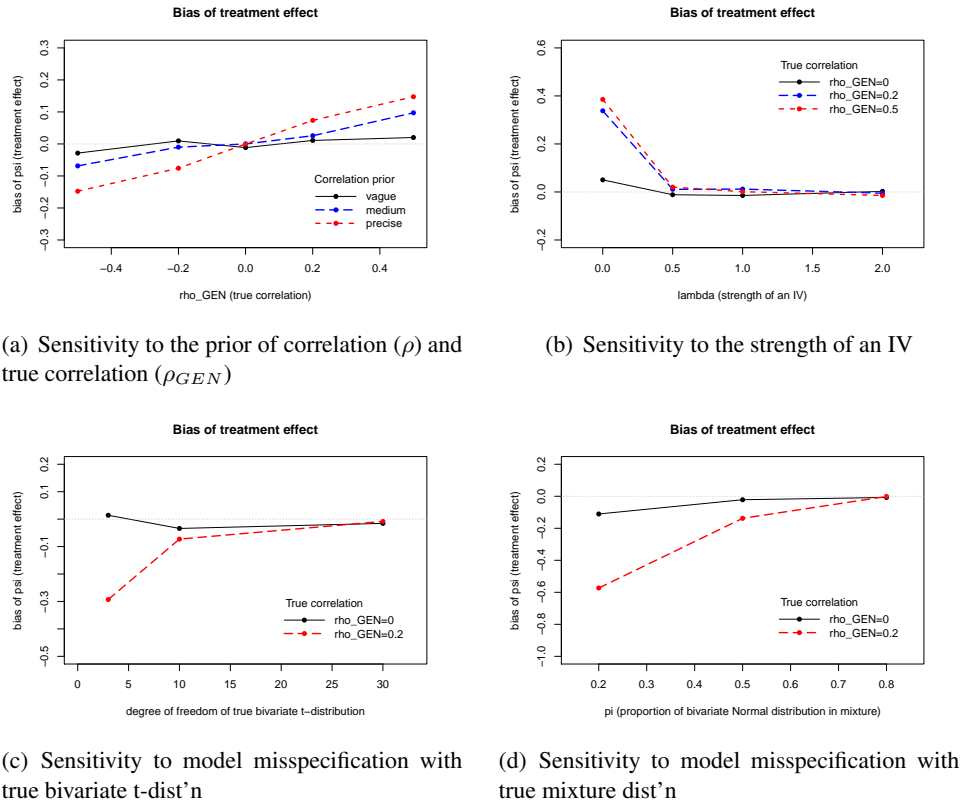 Bias of treatment effect
bias of psi (treatment effect)
0.3
0.2
0.1
0.0
−0.1
−0.2
−0.3
Correlation prior
vague
medium
precise
−0.4 −0.2 0.0 0.2 0.4
rho_GEN (true correlation)
(a) Sensitivity to the prior of correlation (ρ) and
true correlation (ρGEN)
Bias of treatment effect
bias of psi (treatment effect)
0.6
0.4
0.2
0.0
−0.2
True correlation
rho_GEN=0
rho_GEN=0.2
rho_GEN=0.5
0.0 0.5 1.0 1.5 2.0
lambda (strength of an IV)
(b) Sensitivity to the strength of an IV
Bias of treatment effect
bias of psi (treatment effect)
0.2
0.1
−0.1
−0.3
−0.5
True correlation
rho_GEN=0
rho_GEN=0.2
0 5 10 15 20 25 30
degree of freedom of true bivariate t−distribution
(c) Sensitivity to model misspecification with
true bivariate t-dist'n
Bias of treatment effect
bias of psi (treatment effect)
0.2
0.0
−0.2
−0.4
−0.6
−0.8
−1.0
True correlation
rho_GEN=0
rho_GEN=0.2
0.2 0.3 0.4 0.5 0.6 0.7 0.8
pi (proportion of bivariate Normal distribution in mixture)
(d) Sensitivity to model misspecification with
true mixture dist'n